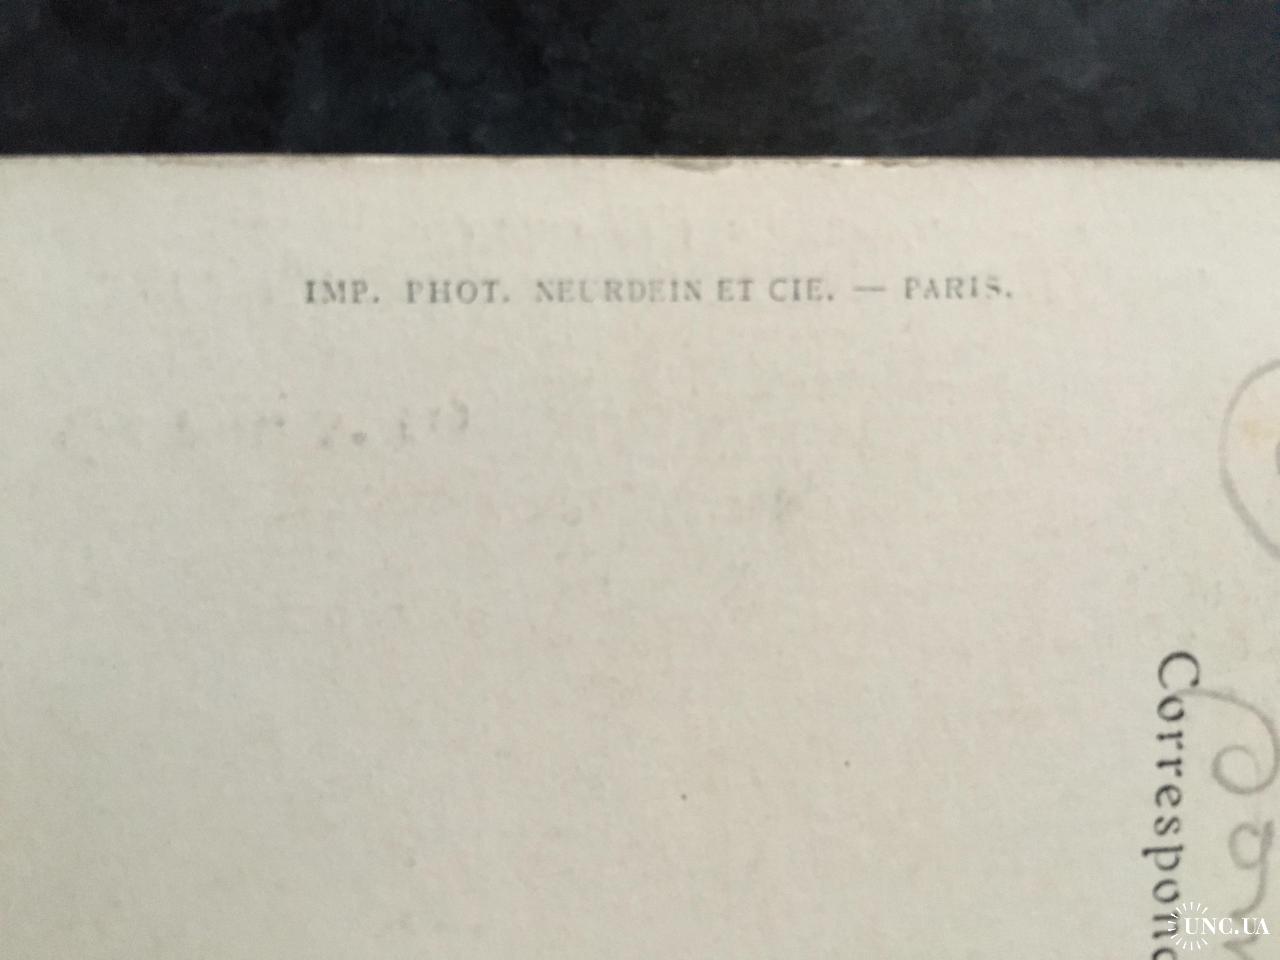 IMP. PHOT. NEURDEIN ET CIE. — PARIS.
Correspond
UNC.UA